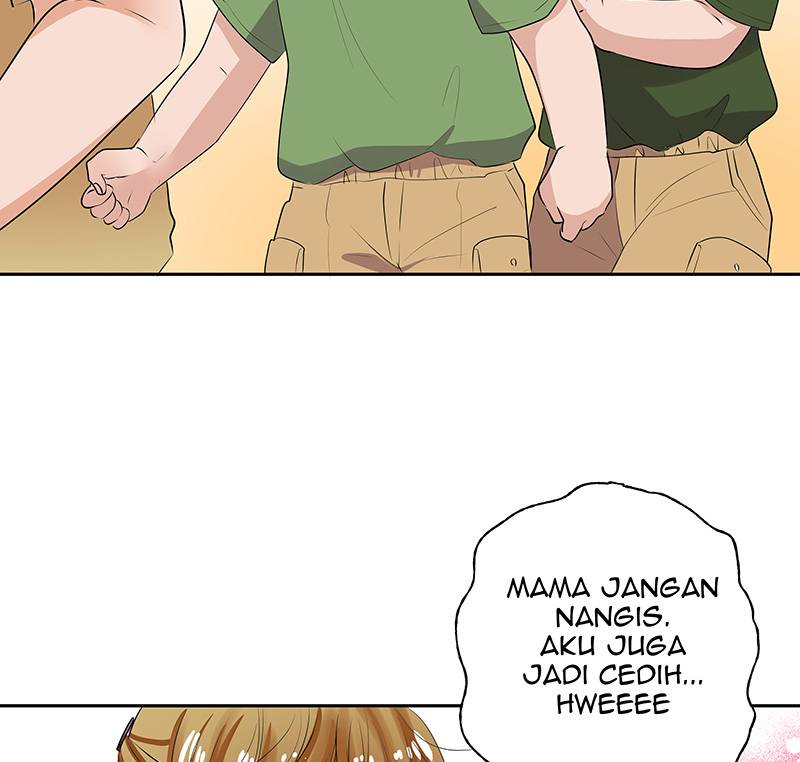 MAMA JANGAN
NANGIS.
AKU JUGA
JADI CEDIH...
HWEEEE